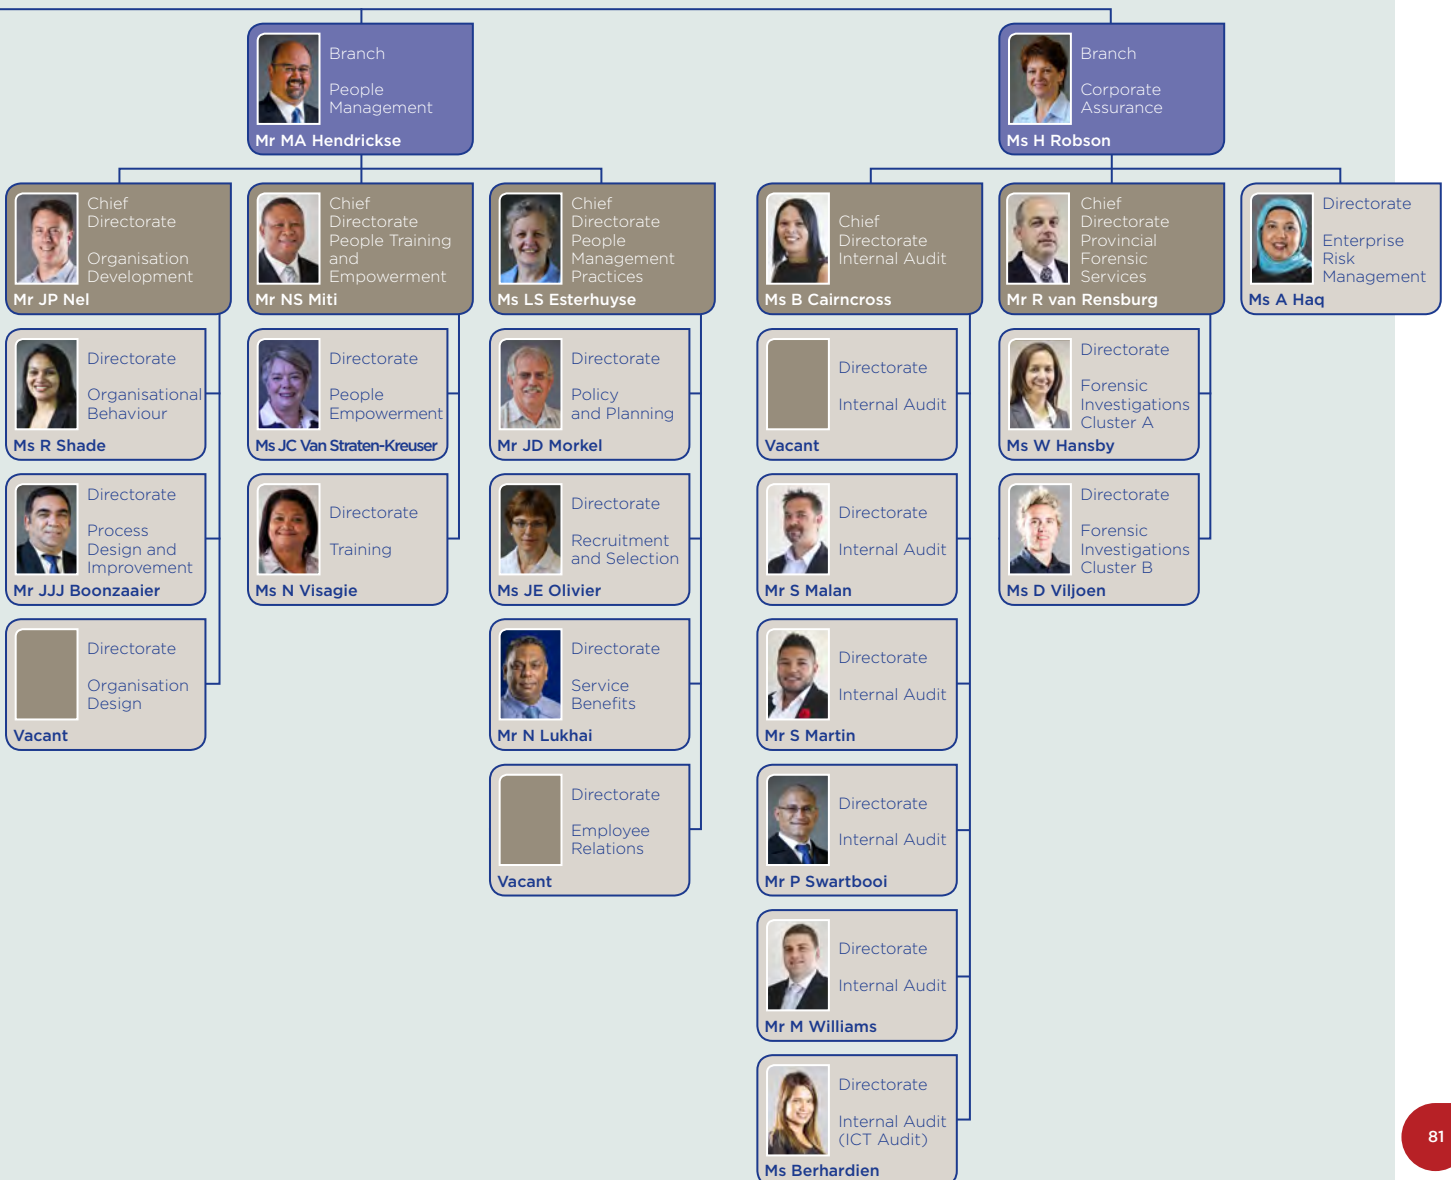 Branch
People
Management
Mr MA Hendrickse
Branch
Corporate
Assurance
Ms H Robson
Chief
Directorate
Organisation
Development
Mr JP Nel
Chief
Directorate
People Training
and
Empowerment
Mr NS Miti
Chief
Directorate
People
Management
Practices
Ms LS Esterhuyse
Chief
Directorate
Internal Audit
Ms B Cairncross
Chief
Directorate
Provincial
Forensic
Services
Mr R van Rensburg
Directorate
Enterprise
Risk
Management
Ms A Haq
Directorate
Organisational
Behaviour
Ms R Shade
Directorate
People
Empowerment
Ms JC Van Straten-Kreuser
Directorate
Policy
and Planning
Mr JD Morkel
Directorate
Internal Audit
Vacant
Directorate
Forensic
Investigations
Cluster A
Ms W Hansby
Directorate
Process
Design and
Improvement
Mr JJJ Boonzaaier
Directorate
Training
Ms N Visagie
Directorate
Recruitment
and Selection
Ms JE Olivier
Directorate
Internal Audit
Mr S Malan
Directorate
Forensic
Investigations
Cluster B
Ms D Viljoen
Directorate
Organisation
Design
Vacant
Directorate
Service
Benefits
Mr N Lukhai
Directorate
Internal Audit
Mr S Martin
Directorate
Employee
Relations
Vacant
Directorate
Internal Audit
Mr P Swartbooi
Directorate
Internal Audit
Mr M Williams
Directorate
Internal Audit
(ICT Audit)
Ms Berhardien
81